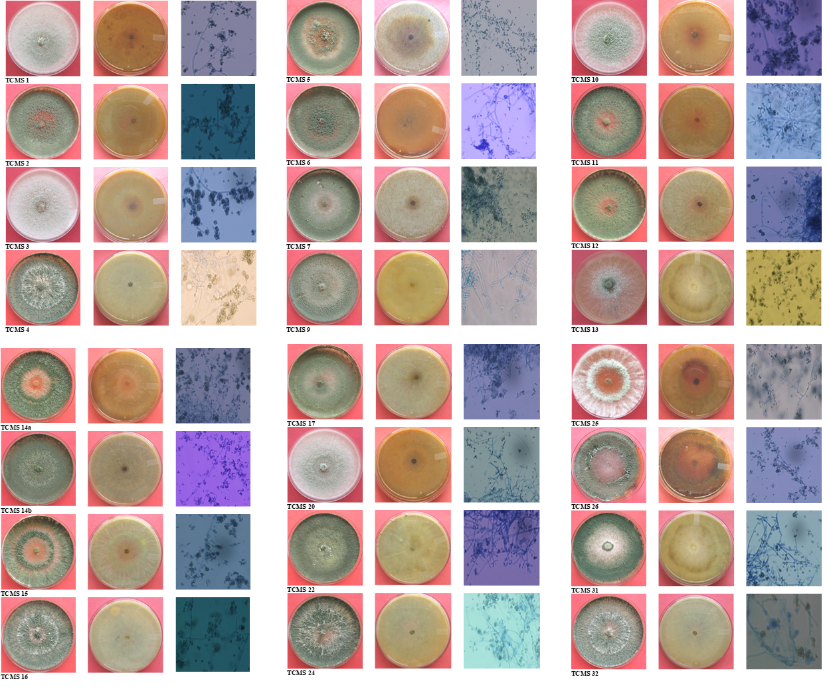 TCMS 1
TCMS 2
TCMS 3
TCMS 4
TCMS 5
TCMS 6
TCMS 7
TCMS 9
TCMS 10
TCMS 11
TCMS 12
TCMS 13
TCMS 14a
TCMS 14b
TCMS 15
TCMS 16
TCMS 17
TCMS 20
TCMS 22
TCMS 24
TCMS 26
TCMS 31
TCMS 32